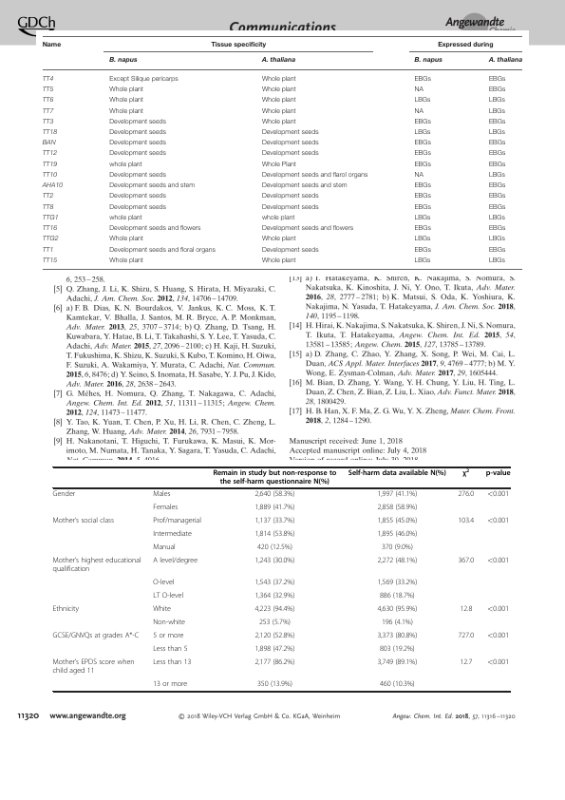 GDCh
Communications
Angewandte
Chemie
Name Tissue specificity Expressed during
B. napus A. thaliana B. napus A. thaliana
TT4 Except Silique pericarps Whole plant EBGs EBGs
TT5 Whole plant Whole plant NA EBGs
TT6 Whole plant Whole plant LBGs EBGs
TT7 Whole plant Whole plant NA EBGs
TT3 Development seeds Whole plant EBGs LBGs
TT18 Development seeds Development seeds LBGs LBGs
BAN Development seeds Development seeds EBGs EBGs
TT12 Development seeds Development seeds EBGs EBGs
TT19 whole plant Whole Plant EBGs EBGs
TT10 Development seeds Development seeds and flarol organs NA LBGs
AHA10 Development seeds and stem Development seeds and stem EBGs EBGs
TT2 Development seeds Development seeds EBGs EBGs
TT8 Development seeds Development seeds EBGs EBGs
TTG1 whole plant whole plant LBGs LBGs
TT16 Development seeds and flowers Development seeds and flowers EBGs EBGs
TTG2 Whole plant Whole plant LBGs LBGs
TT1 Development seeds and floral organs Development seeds EBGs EBGs
TT15 Whole plant Whole plant LBGs LBGs
6, 253–258.
[5] Q. Zhang, J. Li, K. Shizu, S. Huang, S. Hirata, H. Miyazaki, C.
Adachi, J. Am. Chem. Soc. 2012, 134, 14706–14709.
[6] a) F. B. Dias, K. N. Bourdakos, V. Jankus, K. C. Moss, K. T.
Kamtekar, V. Bhalla, J. Santos, M. R. Bryce, A. P. Monkman,
Adv. Mater. 2013, 25, 3707–3714; b) Q. Zhang, D. Tsang, H.
Kuwabara, Y. Hatae, B. Li, T. Takahashi, S. Y. Lee, T. Yasuda, C.
Adachi, Adv. Mater. 2015, 27, 2096–2100; c) H. Kaji, H. Suzuki,
T. Fukushima, K. Shizu, K. Suzuki, S. Kubo, T. Komino, H. Oiwa,
F. Suzuki, A. Wakamiya, Y. Murata, C. Adachi, Nat. Commun.
2015, 6, 8476; d) Y. Seino, S. Inomata, H. Sasabe, Y. J. Pu, J. Kido,
Adv. Mater. 2016, 28, 2638–2643.
[7] G. Méhes, H. Nomura, Q. Zhang, T. Nakagawa, C. Adachi,
Angew. Chem. Int. Ed. 2012, 51, 11311–11315; Angew. Chem.
2012, 124, 11473–11477.
[8] Y. Tao, K. Yuan, T. Chen, P. Xu, H. Li, R. Chen, C. Zheng, L.
Zhang, W. Huang, Adv. Mater. 2014, 26, 7931–7958.
[9] H. Nakanotani, T. Higuchi, T. Furukawa, K. Masui, K. Mor-
imoto, M. Numata, H. Tanaka, Y. Sagara, T. Yasuda, C. Adachi,
Nat. Commun. 2014, 5, 4016.
[13] a) T. Hatakeyama, K. Shiren, K. Nakajima, S. Nomura, S.
Nakatsuka, K. Kinoshita, J. Ni, Y. Ono, T. Ikuta, Adv. Mater.
2016, 28, 2777–2781; b) K. Matsui, S. Oda, K. Yoshiura, K.
Nakajima, N. Yasuda, T. Hatakeyama, J. Am. Chem. Soc. 2018,
140, 1195–1198.
[14] H. Hirai, K. Nakajima, S. Nakatsuka, K. Shiren, J. Ni, S. Nomura,
T. Ikuta, T. Hatakeyama, Angew. Chem. Int. Ed. 2015, 54,
13581–13585; Angew. Chem. 2015, 127, 13785–13789.
[15] a) D. Zhang, C. Zhao, Y. Zhang, X. Song, P. Wei, M. Cai, L.
Duan, ACS Appl. Mater. Interfaces 2017, 9, 4769–4777; b) M. Y.
Wong, E. Zysman-Colman, Adv. Mater. 2017, 29, 1605444.
[16] M. Bian, D. Zhang, Y. Wang, Y. H. Chung, Y. Liu, H. Ting, L.
Duan, Z. Chen, Z. Bian, Z. Liu, L. Xiao, Adv. Funct. Mater. 2018,
28, 1800429.
[17] H. B. Han, X. F. Ma, Z. G. Wu, Y. X. Zheng, Mater. Chem. Front.
2018, 2, 1284–1290.
Manuscript received: June 1, 2018
Accepted manuscript online: July 4, 2018
Version of record online: July 20, 2018
Remain in study but non-response to Self-harm data available N(%) χ² p-value
the self-harm questionnaire N(%)
Gender Males 2,640 (58.3%) 1,997 (41.1%) 276.0 <0.001
Females 1,889 (41.7%) 2,858 (58.9%)
Mother's social class Prof/managerial 1,137 (33.7%) 1,855 (45.0%) 103.4 <0.001
Intermediate 1,814 (53.8%) 1,895 (46.0%)
Manual 420 (12.5%) 370 (9.0%)
Mother's highest educational A level/degree 1,243 (30.0%) 2,272 (48.1%) 367.0 <0.001
qualification
O-level 1,543 (37.2%) 1,569 (33.2%)
LT O-level 1,364 (32.9%) 886 (18.7%)
Ethnicity White 4,223 (94.4%) 4,630 (95.9%) 12.8 <0.001
Non-white 253 (5.7%) 196 (4.1%)
GCSE/GNVQs at grades A*-C 5 or more 2,120 (52.8%) 3,373 (80.8%) 727.0 <0.001
Less than 5 1,898 (47.2%) 803 (19.2%)
Mother's EPDS score when Less than 13 2,177 (86.2%) 3,749 (89.1%) 12.7 <0.001
child aged 11
13 or more 350 (13.9%) 460 (10.3%)
11320 www.angewandte.org © 2018 Wiley-VCH Verlag GmbH & Co. KGaA, Weinheim Angew. Chem. Int. Ed. 2018, 57, 11316–11320